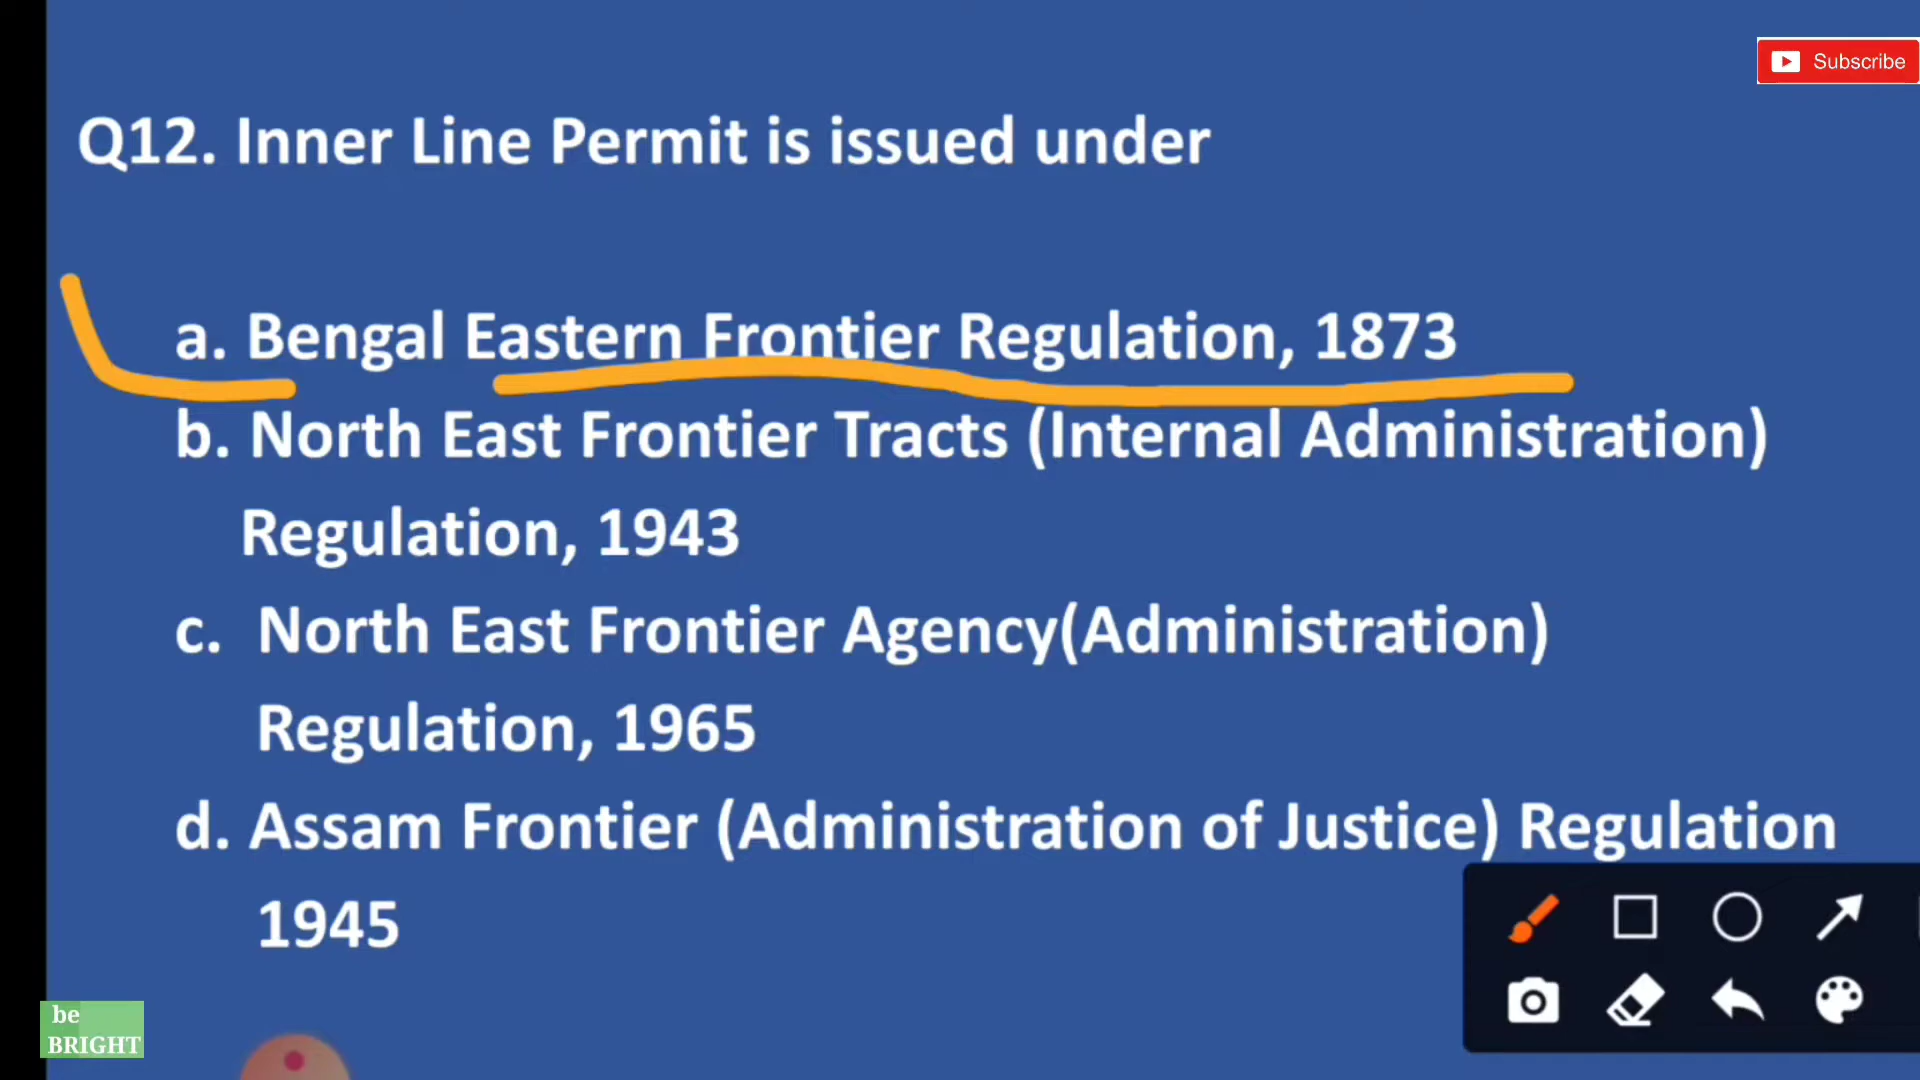 Subscribe
Q12. Inner Line Permit is issued under
a. Bengal Eastern Frontier Regulation, 1873
b. North East Frontier Tracts (Internal Administration)
Regulation, 1943
c. North East Frontier Agency(Administration)
Regulation, 1965
d. Assam Frontier (Administration of Justice) Regulation
1945
be
BRIGHT